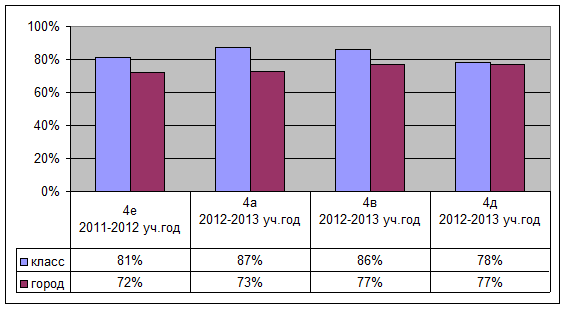 100%
80%
60%
40%
20%
0%
4е 4а 4в 4д
2011-2012 уч.год 2012-2013 уч.год 2012-2013 уч.год 2012-2013 уч.год
класс 81% 87% 86% 78%
город 72% 73% 77% 77%